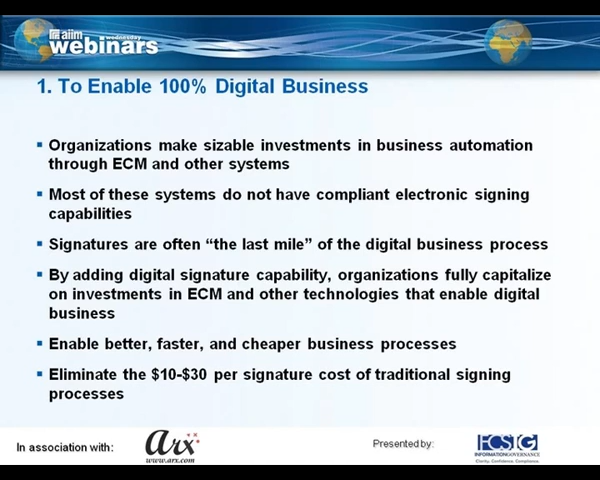 aiim
wednesday
webinars
1. To Enable 100% Digital Business
▪ Organizations make sizable investments in business automation
through ECM and other systems
▪ Most of these systems do not have compliant electronic signing
capabilities
▪ Signatures are often “the last mile” of the digital business process
▪ By adding digital signature capability, organizations fully capitalize
on investments in ECM and other technologies that enable digital
business
▪ Enable better, faster, and cheaper business processes
▪ Eliminate the $10-$30 per signature cost of traditional signing
processes
In association with:
arx
www.arx.com
Presented by:
INFORMATIONGOVERNANCE
Clarity. Confidence. Compliance.